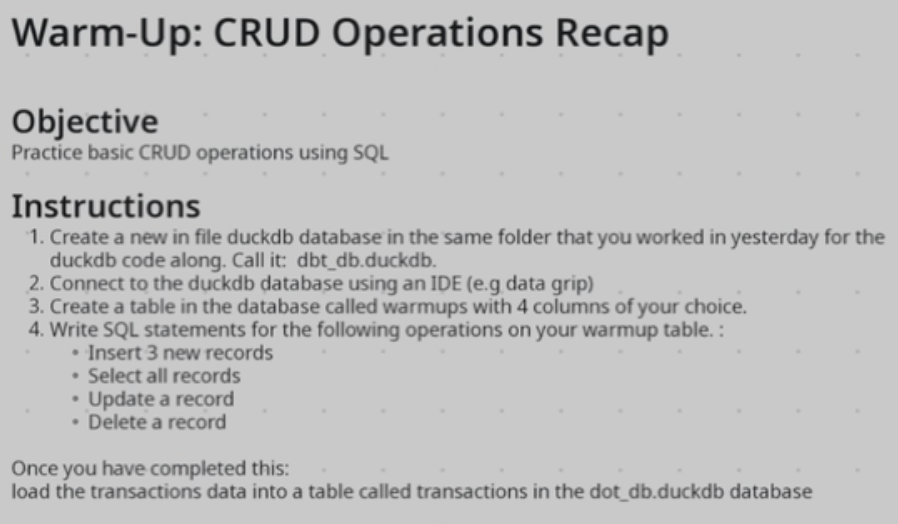 Warm-Up: CRUD Operations Recap
Objective
Practice basic CRUD operations using SQL
Instructions
1. Create a new in file duckdb database in the same folder that you worked in yesterday for the
duckdb code along. Call it: dbt_db.duckdb.
2. Connect to the duckdb database using an IDE (e.g data grip)
3. Create a table in the database called warmups with 4 columns of your choice.
4. Write SQL statements for the following operations on your warmup table. :
• Insert 3 new records
• Select all records
• Update a record
• Delete a record
Once you have completed this:
load the transactions data into a table called transactions in the dot_db.duckdb database